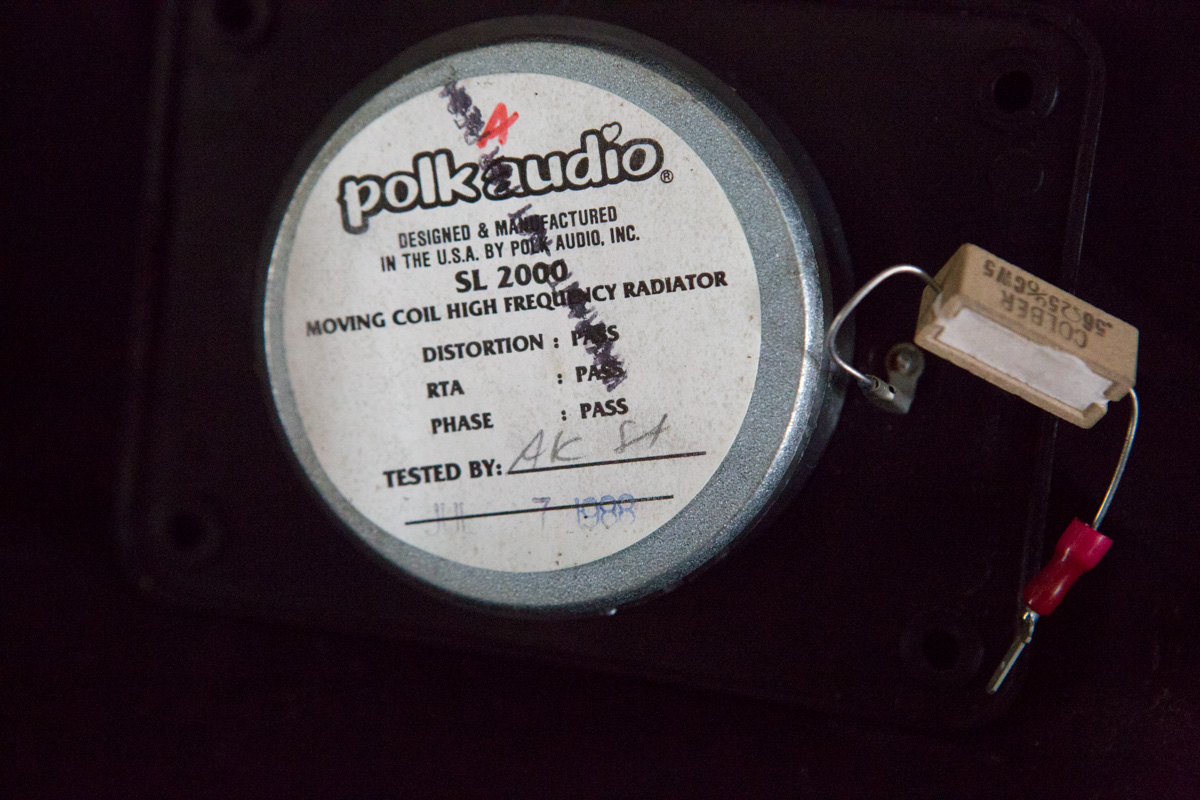 A
polk audio®
DESIGNED & MANUFACTURED
IN THE U.S.A. BY POLK AUDIO, INC.
SL 2000
MOVING COIL HIGH FREQUENCY RADIATOR
DISTORTION : PASS
RTA : PASS
PHASE : PASS
TESTED BY: AK
JUL 7 1988
COLBER